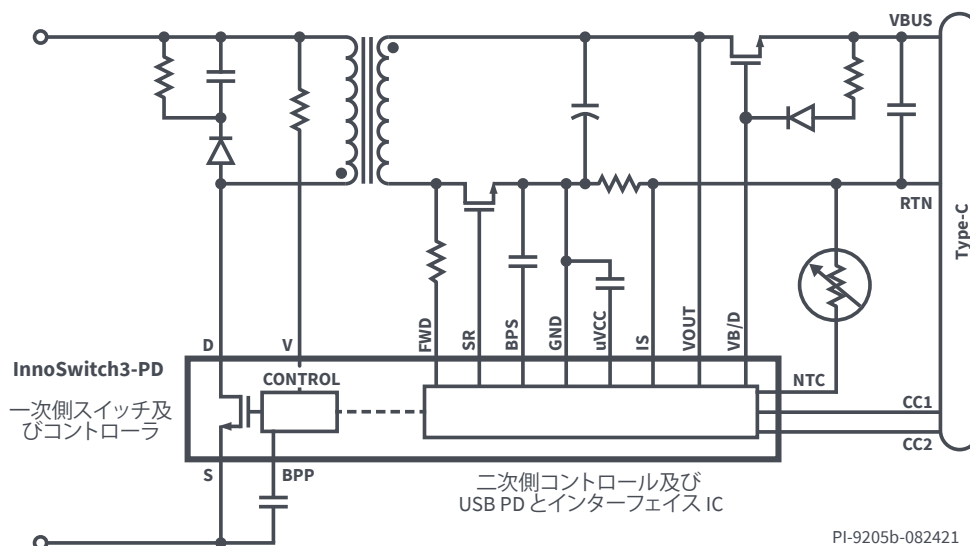 VBUS
RTN
Type-C
D
V
FWD
SR
BPS
GND
uVCC
IS
VOUT
VB/D
InnoSwitch3-PD
CONTROL
NTC
一次側スイッチ及
びコントローラ
CC1
CC2
S
BPP
二次側コントロール及び
USB PD とインターフェイス IC
PI-9205b-082421